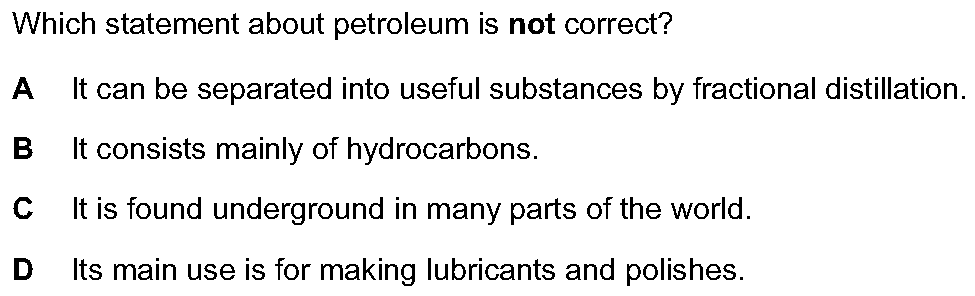 Which statement about petroleum is not correct?
A It can be separated into useful substances by fractional distillation.
B It consists mainly of hydrocarbons.
C It is found underground in many parts of the world.
D Its main use is for making lubricants and polishes.